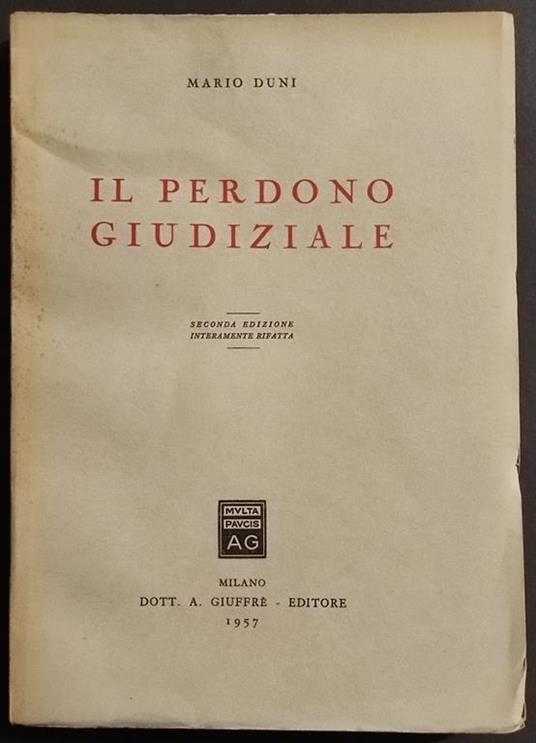 MARIO DUNI
IL PERDONO
GIUDIZIALE
SECONDA EDIZIONE
INTERAMENTE RIFATTA
MVLTA
PAVCIS
AG
MILANO
DOTT. A. GIUFFRÈ - EDITORE
1957